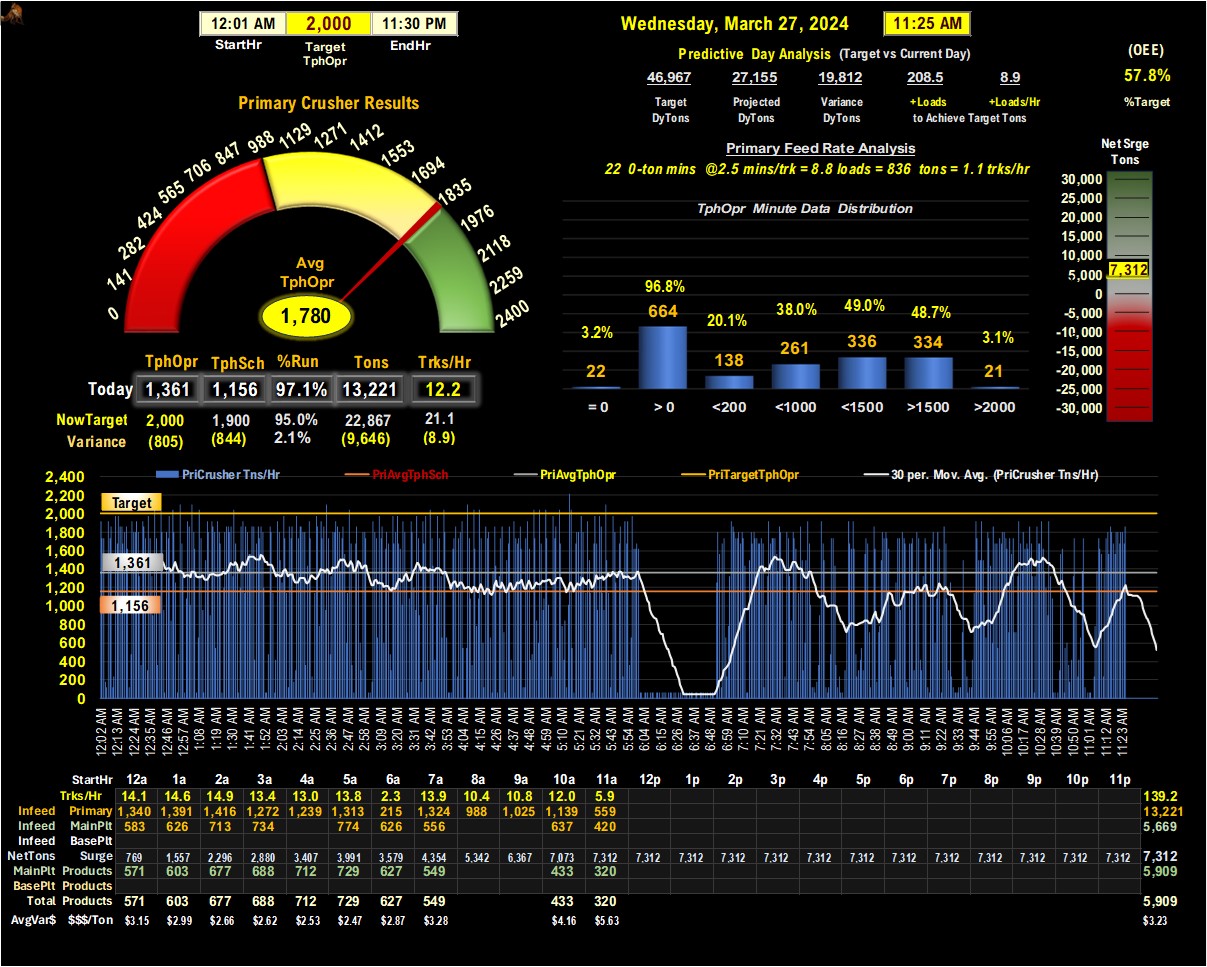 12:01 AM 2,000 11:30 PM
StartHr Target TphOpr EndHr
Wednesday, March 27, 2024 11:25 AM
Predictive Day Analysis (Target vs Current Day)
46,967 27,155 19,812 208.5 8.9
Target DyTons Projected DyTons Variance DyTons +Loads +Loads/Hr
to Achieve Target Tons
(OEE)
57.8%
%Target
Primary Crusher Results
0 141 282 424 565 706 847 988 1129 1271 1412 1553 1694 1835 1976 2118 2259 2400
Avg
TphOpr
1,780
TphOpr TphSch %Run Tons Trks/Hr
Today 1,361 1,156 97.1% 13,221 12.2
NowTarget 2,000 1,900 95.0% 22,867 21.1
Variance (805) (844) 2.1% (9,646) (8.9)
Primary Feed Rate Analysis
22 0-ton mins @2.5 mins/trk = 8.8 loads = 836 tons = 1.1 trks/hr
TphOpr Minute Data Distribution
3.2% 96.8% 20.1% 38.0% 49.0% 48.7% 3.1%
22 664 138 261 336 334 21
= 0 > 0 <200 <1000 <1500 >1500 >2000
Net Srge
Tons
30,000
25,000
20,000
15,000
10,000
7,312
5,000
0
-5,000
-10,000
-15,000
-20,000
-25,000
-30,000
PriCrusher Tns/Hr PriAvgTphSch PriAvgTphOpr PriTargetTphOpr 30 per. Mov. Avg. (PriCrusher Tns/Hr)
2,400
2,200
Target
2,000
1,800
1,600
1,361
1,400
1,200
1,156
1,000
800
600
400
200
0
12:02 AM 12:13 AM 12:24 AM 12:35 AM 12:46 AM 12:57 AM 1:08 AM 1:19 AM 1:30 AM 1:41 AM 1:52 AM 2:03 AM 2:14 AM 2:25 AM 2:36 AM 2:47 AM 2:58 AM 3:09 AM 3:20 AM 3:31 AM 3:42 AM 3:53 AM 4:04 AM 4:15 AM 4:26 AM 4:37 AM 4:48 AM 4:59 AM 5:10 AM 5:21 AM 5:32 AM 5:43 AM 5:54 AM 6:04 AM 6:15 AM 6:26 AM 6:37 AM 6:48 AM 6:59 AM 7:10 AM 7:21 AM 7:32 AM 7:43 AM 7:54 AM 8:05 AM 8:16 AM 8:27 AM 8:38 AM 8:49 AM 9:00 AM 9:11 AM 9:22 AM 9:33 AM 9:44 AM 9:55 AM 10:06 AM 10:17 AM 10:28 AM 10:39 AM 10:50 AM 11:01 AM 11:12 AM 11:23 AM
StartHr 12a 1a 2a 3a 4a 5a 6a 7a 8a 9a 10a 11a 12p 1p 2p 3p 4p 5p 6p 7p 8p 9p 10p 11p
Trks/Hr 14.1 14.6 14.9 13.4 13.0 13.8 2.3 13.9 10.4 10.8 12.0 5.9 139.2
Infeed Primary 1,340 1,391 1,416 1,272 1,239 1,313 215 1,324 988 1,025 1,139 559 13,221
Infeed MainPlt 583 626 713 734 774 626 556 637 420 5,669
Infeed BasePlt
NetTons Surge 769 1,557 2,296 2,880 3,407 3,991 3,579 4,354 5,342 6,367 7,073 7,312 7,312 7,312 7,312 7,312 7,312 7,312 7,312 7,312 7,312 7,312 7,312 7,312 7,312
MainPlt Products 571 603 677 688 712 729 627 549 433 320 5,909
BasePlt Products
Total Products 571 603 677 688 712 729 627 549 433 320 5,909
AvgVar$ $$$/Ton $3.15 $2.99 $2.66 $2.62 $2.53 $2.47 $2.87 $3.28 $4.16 $5.63 $3.23